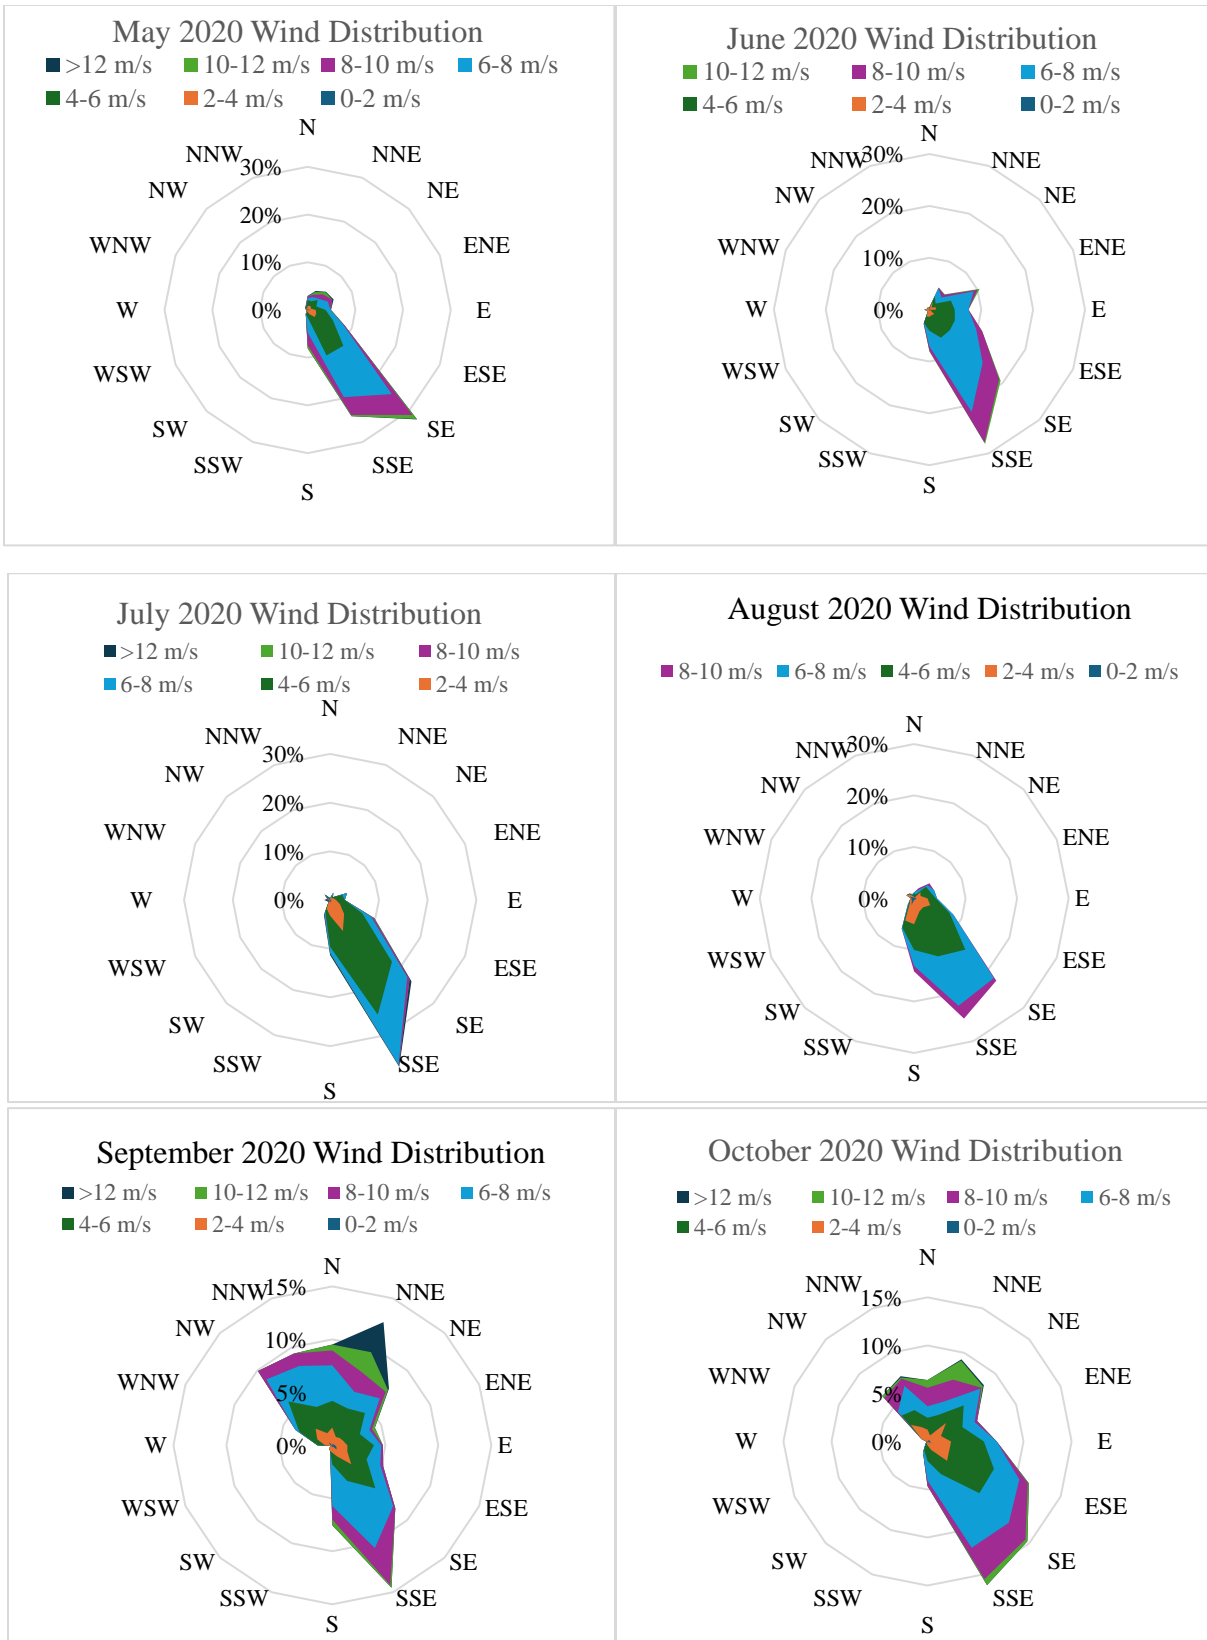 May 2020 Wind Distribution
>12 m/s 10-12 m/s 8-10 m/s 6-8 m/s
4-6 m/s 2-4 m/s 0-2 m/s
N
NNW NNE
30%
NW NE
20%
WNW ENE
10%
W 0% E
WSW ESE
SW SE
SSW SSE
S
June 2020 Wind Distribution
10-12 m/s 8-10 m/s 6-8 m/s
4-6 m/s 2-4 m/s 0-2 m/s
N
30%
NNW NNE
NW NE
20%
WNW ENE
10%
W 0% E
WSW ESE
SW SE
SSW SSE
S
July 2020 Wind Distribution
>12 m/s 10-12 m/s 8-10 m/s
6-8 m/s 4-6 m/s 2-4 m/s
N
NNW NNE
30%
NW NE
20%
WNW ENE
10%
W 0% E
WSW ESE
SW SE
SSW SSE
S
August 2020 Wind Distribution
8-10 m/s 6-8 m/s 4-6 m/s 2-4 m/s 0-2 m/s
N
30%
NNW NNE
NW NE
20%
WNW ENE
10%
W 0% E
WSW ESE
SW SE
SSW SSE
S
September 2020 Wind Distribution
>12 m/s 10-12 m/s 8-10 m/s 6-8 m/s
4-6 m/s 2-4 m/s 0-2 m/s
N
15%
NNW NNE
NW NE
10%
WNW ENE
5%
W 0% E
WSW ESE
SW SE
SSW SSE
S
October 2020 Wind Distribution
>12 m/s 10-12 m/s 8-10 m/s 6-8 m/s
4-6 m/s 2-4 m/s 0-2 m/s
N
NNW NNE
15%
NW NE
10%
WNW ENE
5%
W 0% E
WSW ESE
SW SE
SSW SSE
S